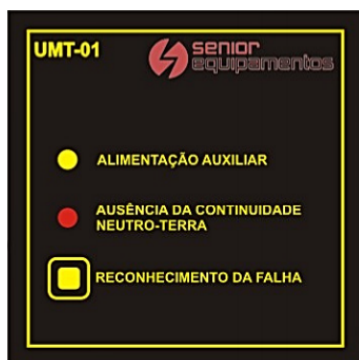 UMT-01
senior
equipamentos
ALIMENTAÇÃO AUXILIAR
AUSÊNCIA DA CONTINUIDADE
NEUTRO-TERRA
RECONHECIMENTO DA FALHA